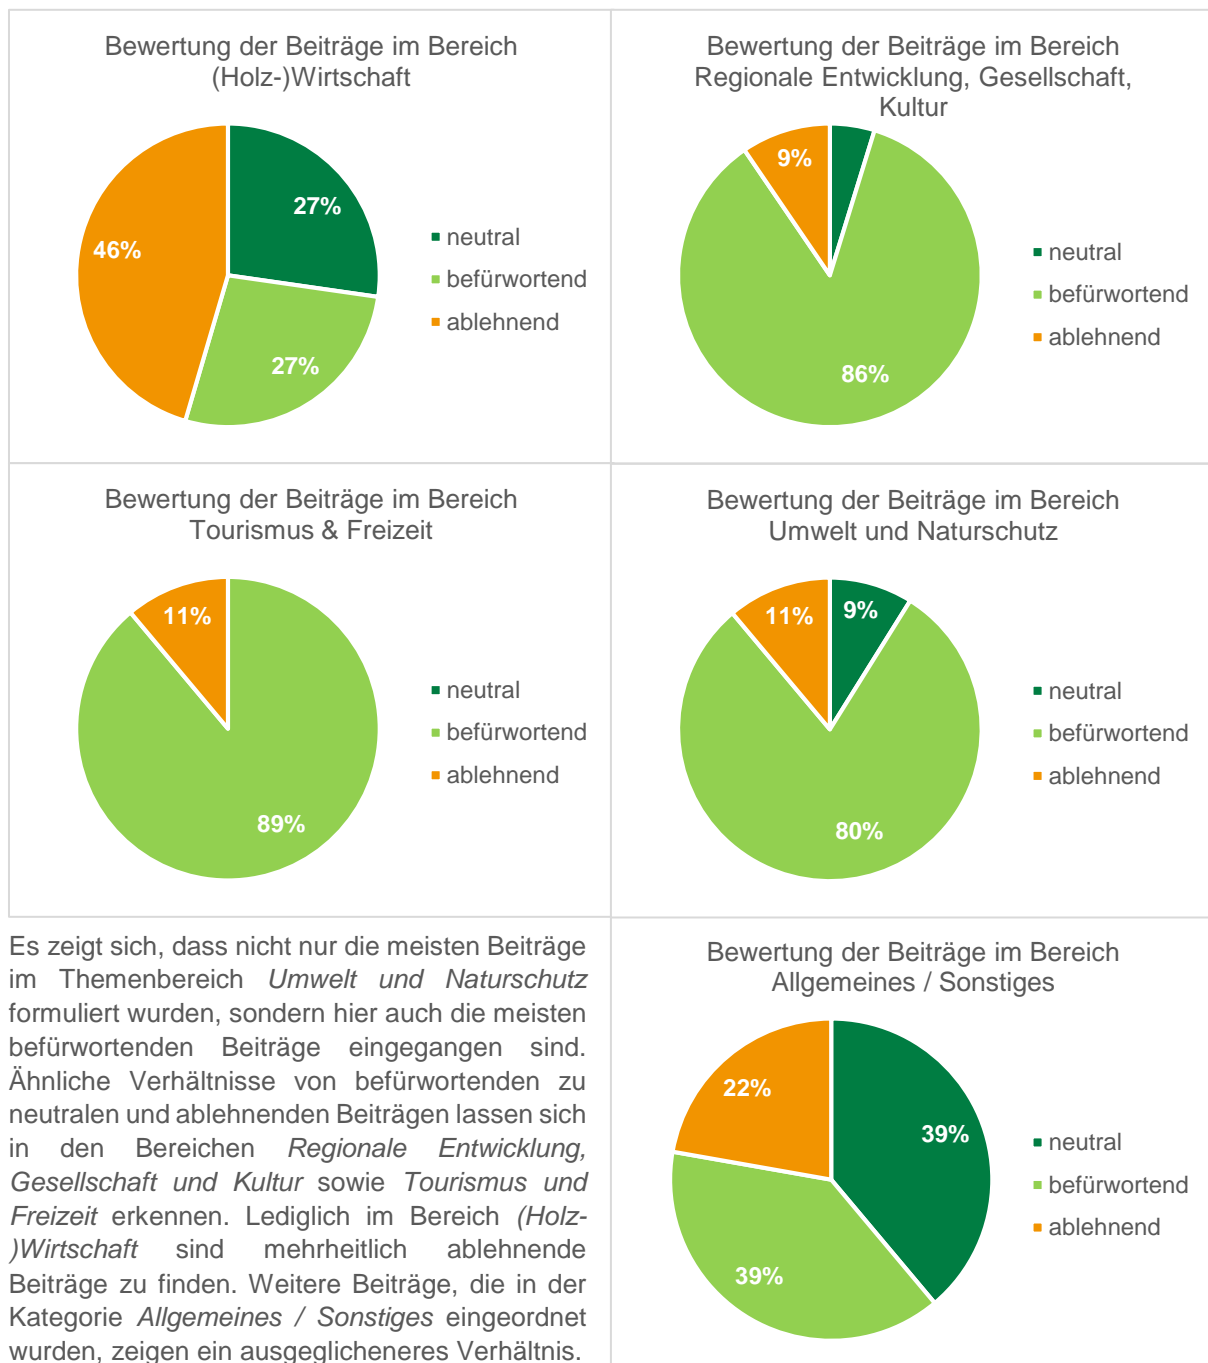 Bewertung der Beiträge im Bereich
(Holz-)Wirtschaft
27%
46%
27%
neutral
befürwortend
ablehnend
Bewertung der Beiträge im Bereich
Regionale Entwicklung, Gesellschaft,
Kultur
9%
86%
neutral
befürwortend
ablehnend
Bewertung der Beiträge im Bereich
Tourismus & Freizeit
11%
89%
neutral
befürwortend
ablehnend
Bewertung der Beiträge im Bereich
Umwelt und Naturschutz
11%
9%
80%
neutral
befürwortend
ablehnend
Es zeigt sich, dass nicht nur die meisten Beiträge
im Themenbereich Umwelt und Naturschutz
formuliert wurden, sondern hier auch die meisten
befürwortenden Beiträge eingegangen sind.
Ähnliche Verhältnisse von befürwortenden zu
neutralen und ablehnenden Beiträgen lassen sich
in den Bereichen Regionale Entwicklung,
Gesellschaft und Kultur sowie Tourismus und
Freizeit erkennen. Lediglich im Bereich (Holz-
)Wirtschaft sind mehrheitlich ablehnende
Beiträge zu finden. Weitere Beiträge, die in der
Kategorie Allgemeines / Sonstiges eingeordnet
wurden, zeigen ein ausgeglicheneres Verhältnis.
Bewertung der Beiträge im Bereich
Allgemeines / Sonstiges
22%
39%
39%
neutral
befürwortend
ablehnend